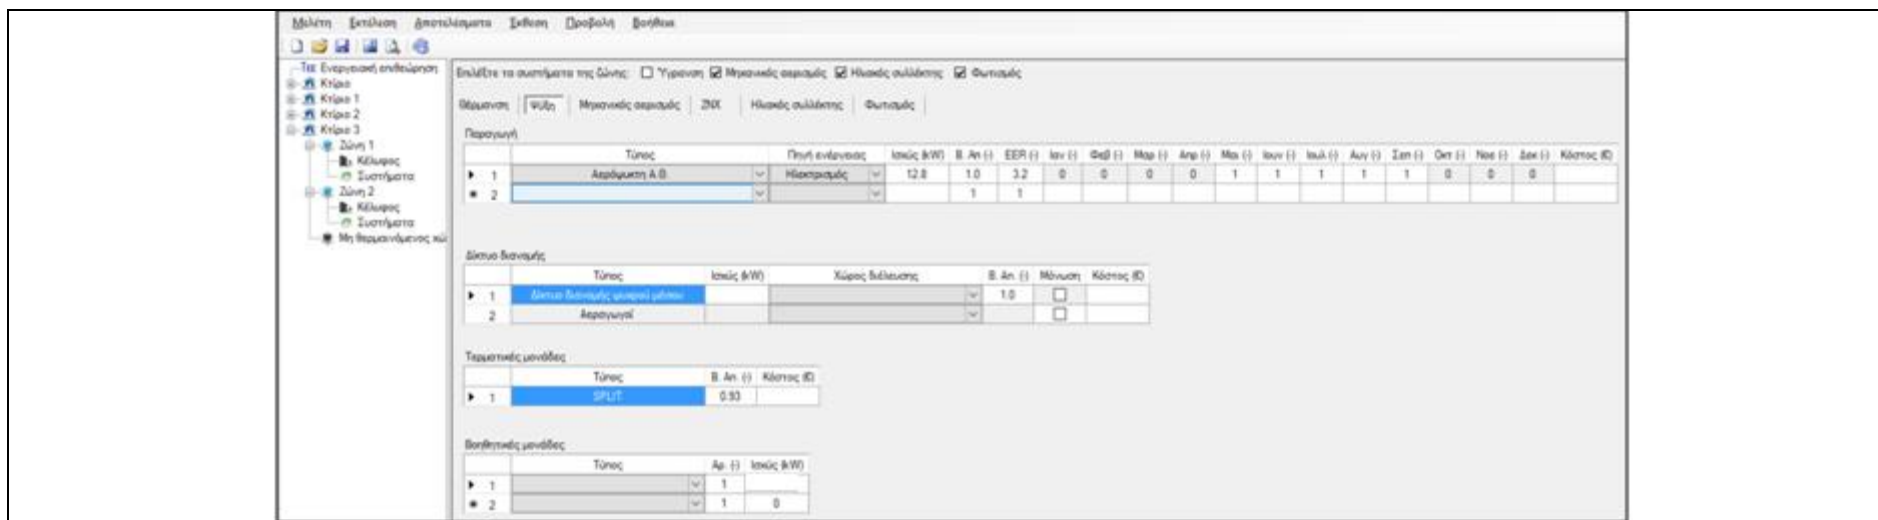 Μελέτη Εκτέλεση Αποτελέσματα Έκθεση Προβολή Βοήθεια
ΤΕΕ Ενεργειακή επιθεώρηση
Κτίριο
Κτίριο 1
Κτίριο 2
Κτίριο 3
Ζώνη 1
Κέλυφος
Συστήματα
Ζώνη 2
Κέλυφος
Συστήματα
Μη θερμαινόμενος χώ
Επιλέξτε τα συστήματα της ζώνης: Ύγρανση Μηχανικός αερισμός Ηλιακός συλλέκτης Φωτισμός
Θέρμανση Ψύξη Μηχανικός αερισμός ΖΝΧ Ηλιακός συλλέκτης Φωτισμός
Παραγωγή
Τύπος Πηγή ενέργειας Ισχύς (kW) Β. Απ (-) EER (-) Ιαν (-) Φεβ (-) Μαρ (-) Απρ (-) Μαι (-) Ιουν (-) Ιουλ (-) Αυγ (-) Σεπ (-) Οκτ (-) Νοε (-) Δεκ (-) Κόστος (€)
1 Αερόψυκτη Α.Θ. Ηλεκτρισμός 12.8 1.0 3.2 0 0 0 0 1 1 1 1 1 0 0 0
2 1 1
Δίκτυο διανομής
Τύπος Ισχύς (kW) Χώρος διέλευσης Β. Απ. (-) Μόνωση Κόστος (€)
1 Δίκτυο διανομής ψυχρού μέσου 1.0
2 Αεραγωγοί
Τερματικές μονάδες
Τύπος Β. Απ. (-) Κόστος (€)
1 SPLIT 0.93
Βοηθητικές μονάδες
Τύπος Αρ. (-) Ισχύς (kW)
1 1
2 1 0